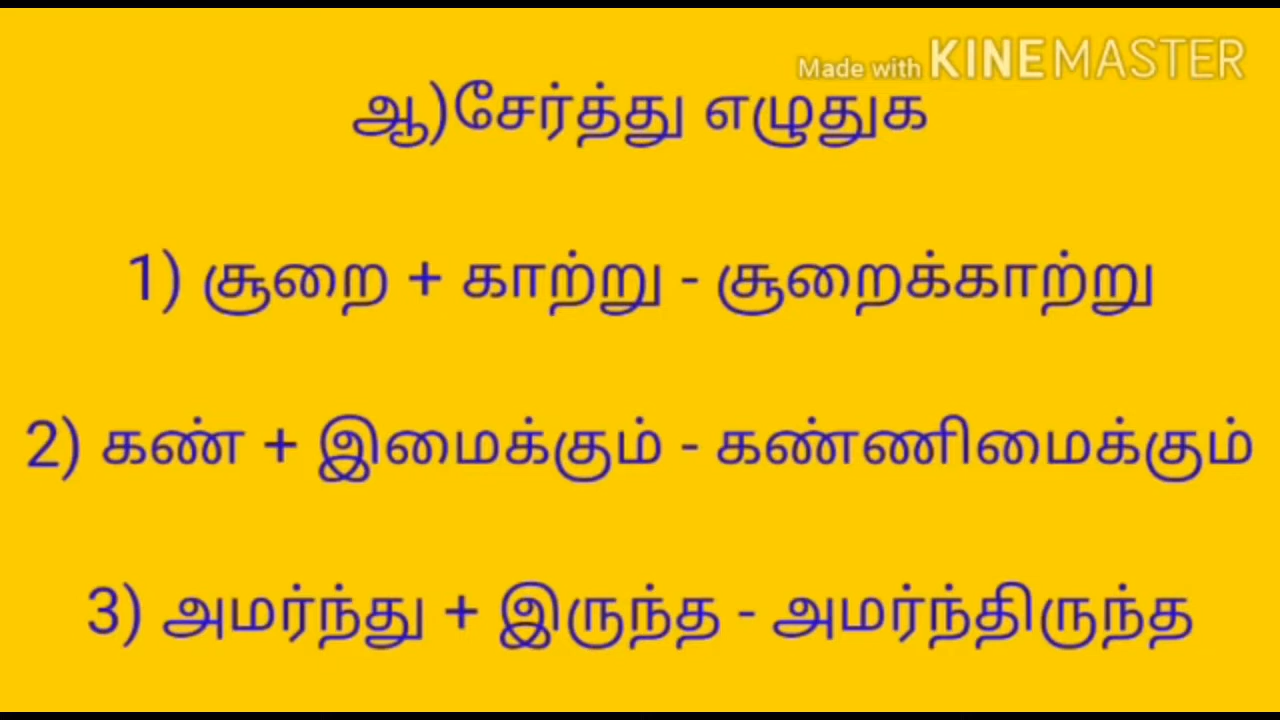 Made with KINEMASTER
ஆ)சேர்த்து எழுதுக
1) சூறை + காற்று - சூறைக்காற்று
2) கண் + இமைக்கும் - கண்ணிமைக்கும்
3) அமர்ந்து + இருந்த - அமர்ந்திருந்த